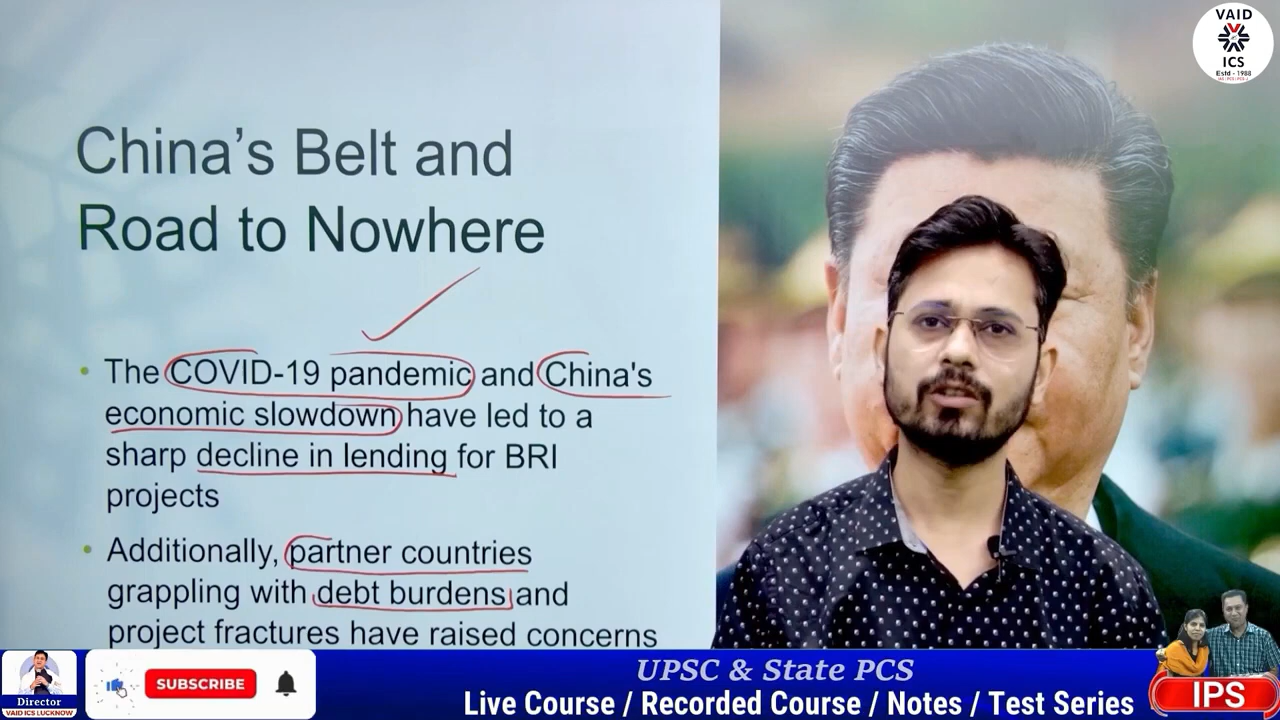 VAID
ICS
Estd - 1988
China's Belt and
Road to Nowhere
• The COVID-19 pandemic and China's
economic slowdown have led to a
sharp decline in lending for BRI
projects
• Additionally, partner countries
grappling with debt burdens and
project fractures have raised concerns
Director
VAID ICS LUCKNOW
SUBSCRIBE
UPSC & State PCS
Live Course / Recorded Course / Notes / Test Series
IPS